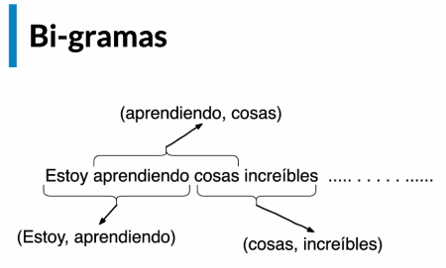 Bi-gramas
(aprendiendo, cosas)
Estoy aprendiendo cosas increíbles ..... . . . . . ......
(Estoy, aprendiendo)
(cosas, increíbles)